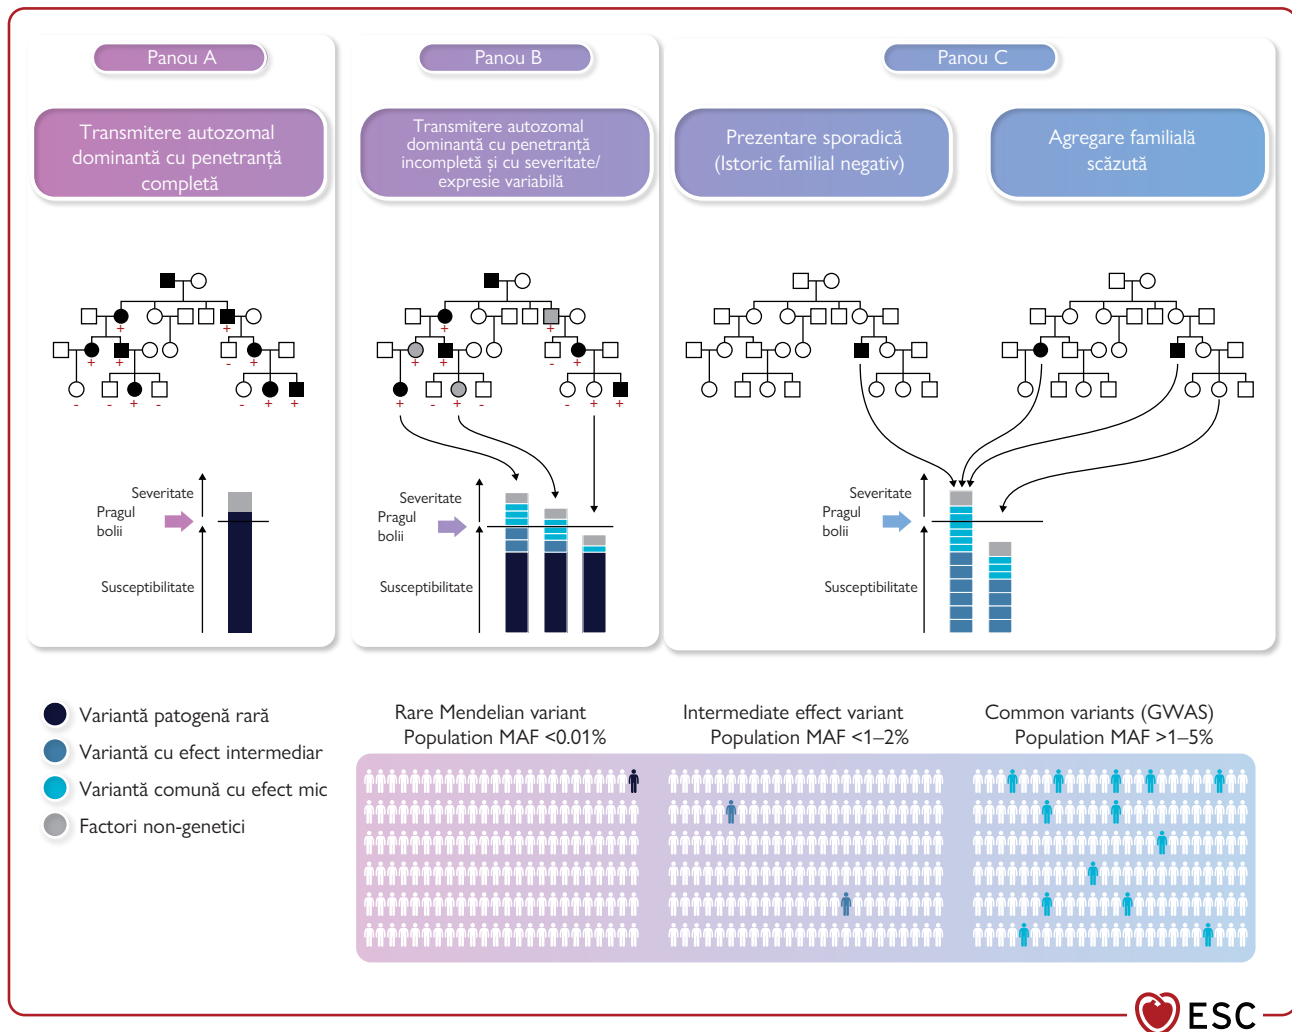 Panou A
Transmitere autozomal
dominantă cu penetranță
completă
+
+
+
+
-
+
-
-
+
-
-
+
+
Severitate
Pragul
bolii
Susceptibilitate
Panou B
Transmitere autozomal
dominantă cu penetranță
incompletă și cu severitate/
expresie variabilă
+
+
+
+
-
+
+
-
+
-
-
+
+
Severitate
Pragul
bolii
Susceptibilitate
Panou C
Prezentare sporadică
(Istoric familial negativ)
Agregare familială
scăzută
Severitate
Pragul
bolii
Susceptibilitate
Variantă patogenă rară
Variantă cu efect intermediar
Variantă comună cu efect mic
Factori non-genetici
Rare Mendelian variant
Population MAF <0.01%
Intermediate effect variant
Population MAF <1–2%
Common variants (GWAS)
Population MAF >1–5%
ESC